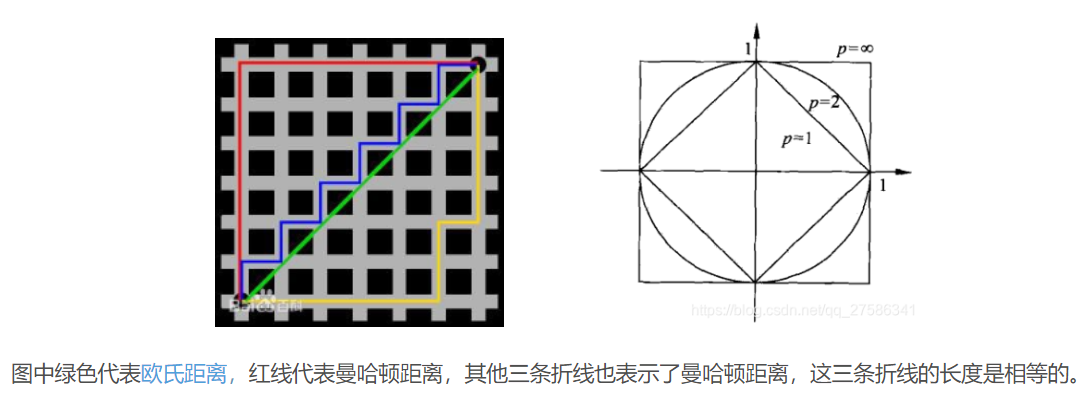 1
p=∞
p=2
p=1
1
Bai百科
https://blog.csdn.net/qq_27586341
图中绿色代表欧氏距离，红线代表曼哈顿距离，其他三条折线也表示了曼哈顿距离，这三条折线的长度是相等的。